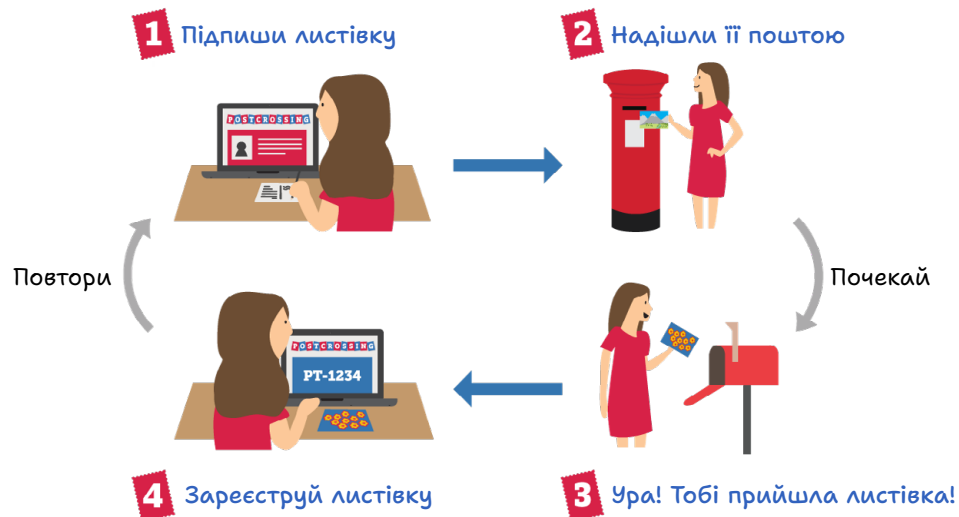 1 Підпиши листівку
2 Надішли її поштою
POSTCROSSING
Повтори
Почекай
POSTCROSSING
PT-1234
4 Зареєструй листівку
3 Ура! Тобі прийшла листівка!